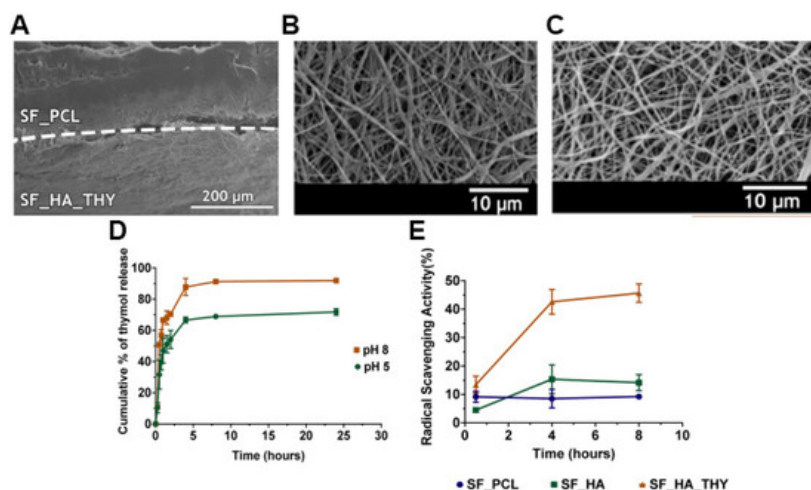 A
SF_PCL
SF_HA_THY
200 µm
B
10 µm
C
10 µm
D
Cumulative % of thymol release
100
80
60
40
20
0
0 5 10 15 20 25 30
Time (hours)
pH 8
pH 5
E
Radical Scavenging Activity(%)
50
40
30
20
10
0
0 2 4 6 8 10
Time (hours)
SF_PCL SF_HA SF_HA_THY